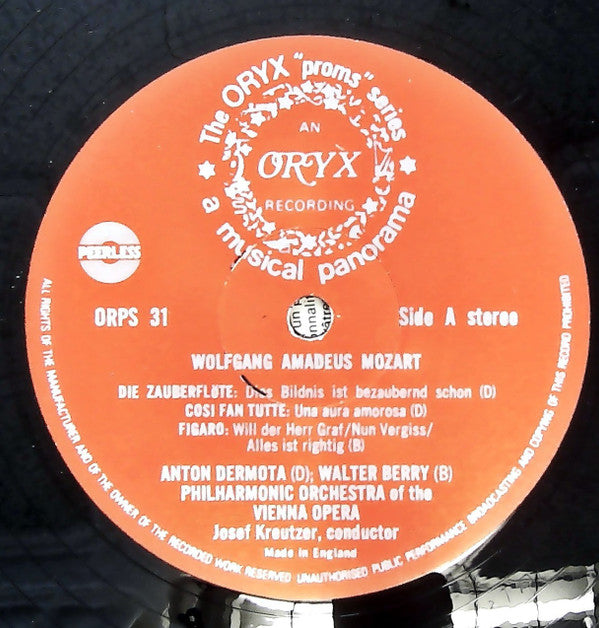 The ORYX "proms" series
AN
ORYX
RECORDING
a musical panorama
PEERLESS
ORPS 31
Side A stereo
WOLFGANG AMADEUS MOZART
DIE ZAUBERFLÖTE: Dies Bildnis ist bezaubernd schon (D)
COSI FAN TUTTE: Una aura amorosa (D)
FIGARO: Will der Herr Graf/Nun Vergiss/
Alles ist rightig (B)
ANTON DERMOTA (D); WALTER BERRY (B)
PHILHARMONIC ORCHESTRA of the
VIENNA OPERA
Josef Kreutzer, conductor
Made in England
ALL RIGHTS OF THE MANUFACTURER AND OF THE OWNER OF THE RECORDED WORK RESERVED UNAUTHORISED PUBLIC PERFORMANCE BROADCASTING AND COPYING OF THIS RECORD PROHIBITED